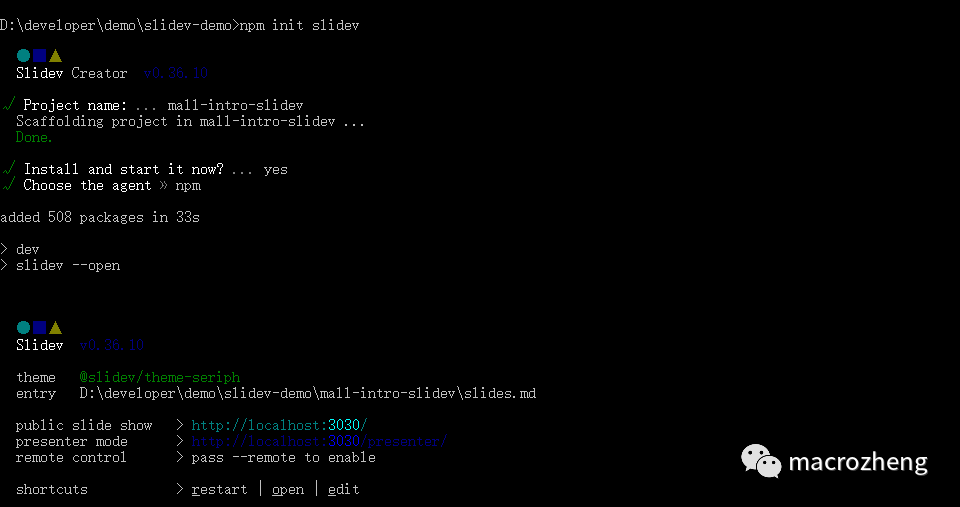 D:\developer\demo\slidev-demo>npm init slidev
Slidev Creator v0.36.10
√ Project name: ... mall-intro-slidev
Scaffolding project in mall-intro-slidev ...
Done.
√ Install and start it now? ... yes
√ Choose the agent » npm
added 508 packages in 33s
> dev
> slidev --open
Slidev v0.36.10
theme @slidev/theme-seriph
entry D:\developer\demo\slidev-demo\mall-intro-slidev\slides.md
public slide show > http://localhost:3030/
presenter mode > http://localhost:3030/presenter/
remote control > pass --remote to enable
shortcuts > restart | open | edit
macrozheng